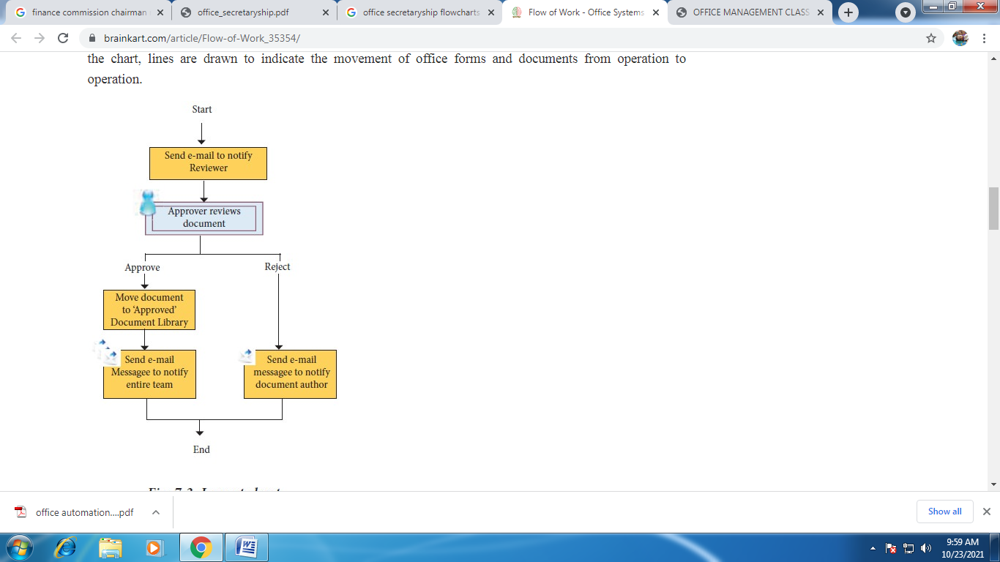 finance commission chairman
office_secretaryship.pdf
office secretaryship flowcharts
Flow of Work - Office Systems
OFFICE MANAGEMENT CLASS
brainkart.com/article/Flow-of-Work_35354/
the chart, lines are drawn to indicate the movement of office forms and documents from operation to
operation.
Start
Send e-mail to notify
Reviewer
Approver reviews
document
Approve
Reject
Move document
to ‘Approved’
Document Library
Send e-mail
Messagee to notify
entire team
Send e-mail
messagee to notify
document author
End
office automation....pdf
Show all
9:59 AM
10/23/2021